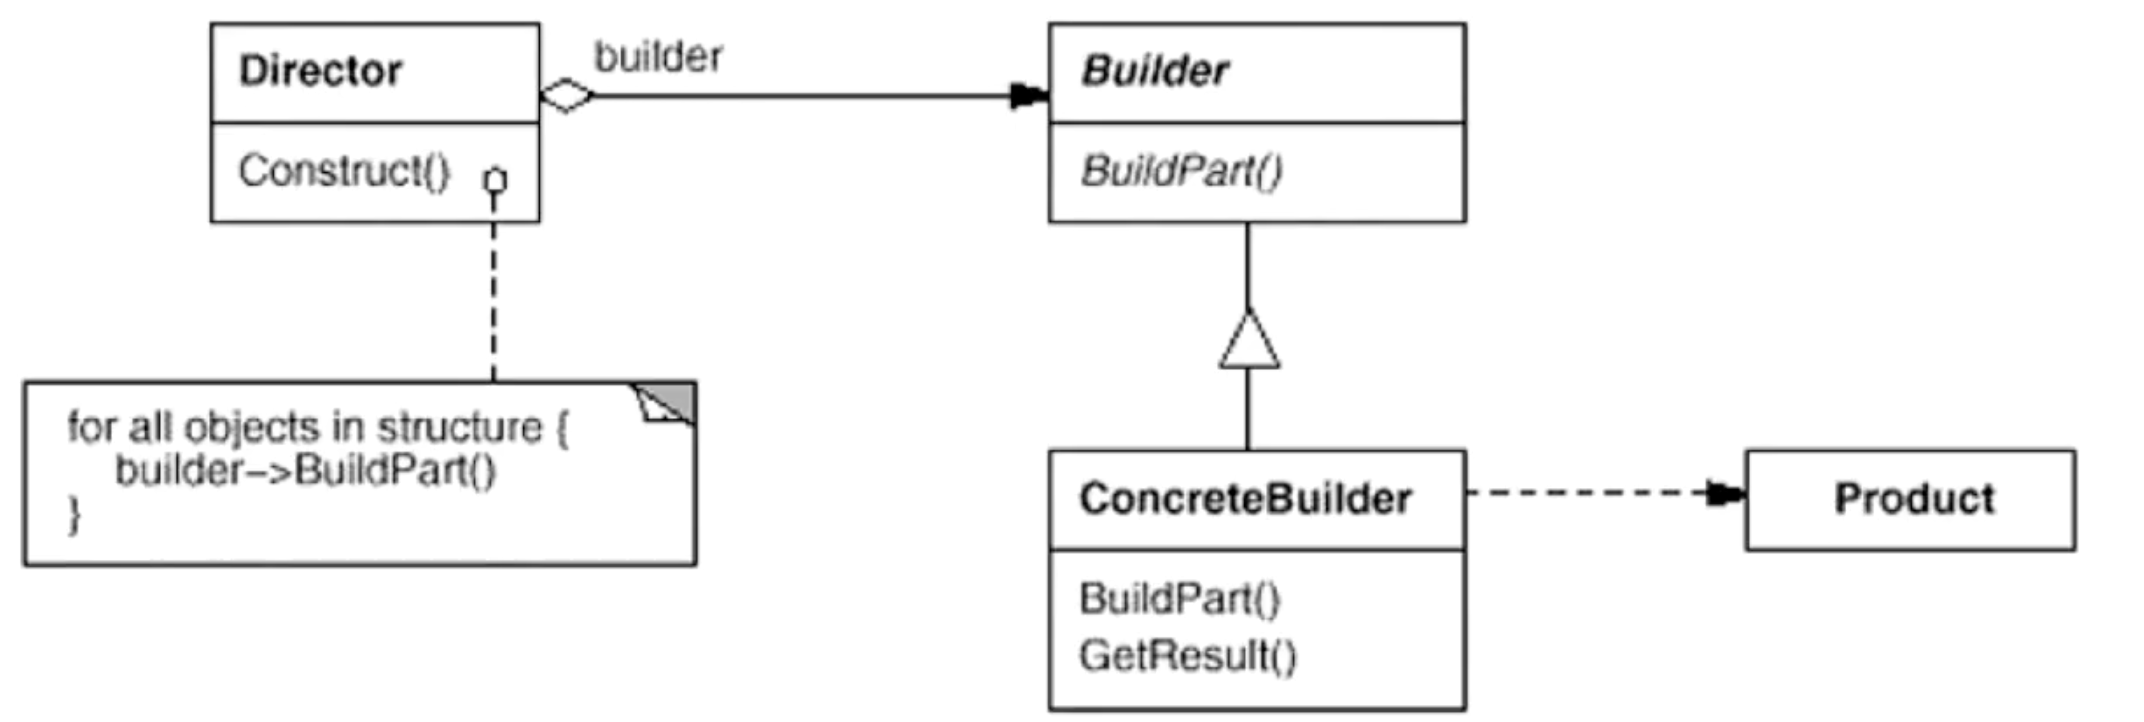 Director
Construct()
builder
Builder
BuildPart()
for all objects in structure {
builder–>BuildPart()
}
ConcreteBuilder
BuildPart()
GetResult()
Product